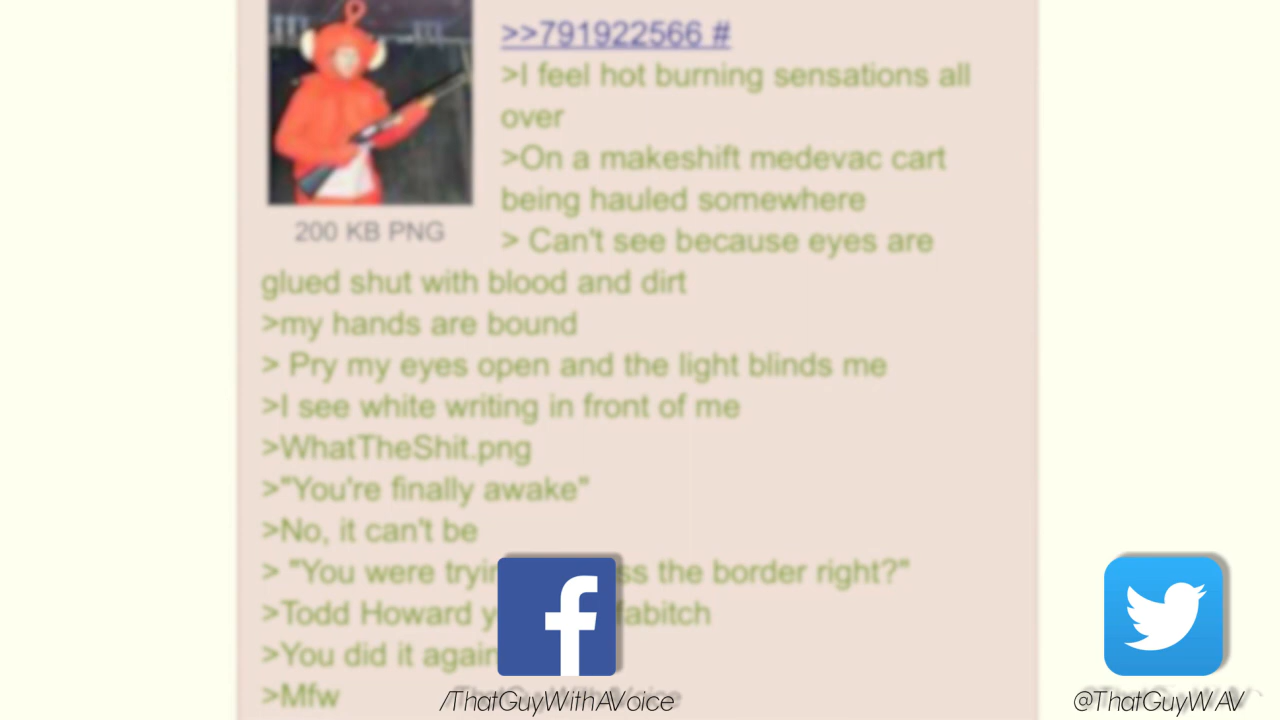 >>791922566 #
>I feel hot burning sensations all
over
>On a makeshift medevac cart
being hauled somewhere
> Can't see because eyes are
200 KB PNG
glued shut with blood and dirt
>my hands are bound
> Pry my eyes open and the light blinds me
>I see white writing in front of me
>WhatTheShit.png
>"You're finally awake"
>No, it can't be
> "You were tryin ss the border right?"
>Todd Howard y fabitch
>You did it again
>Mfw
/ThatGuyWithAVoice
@ThatGuyWAV